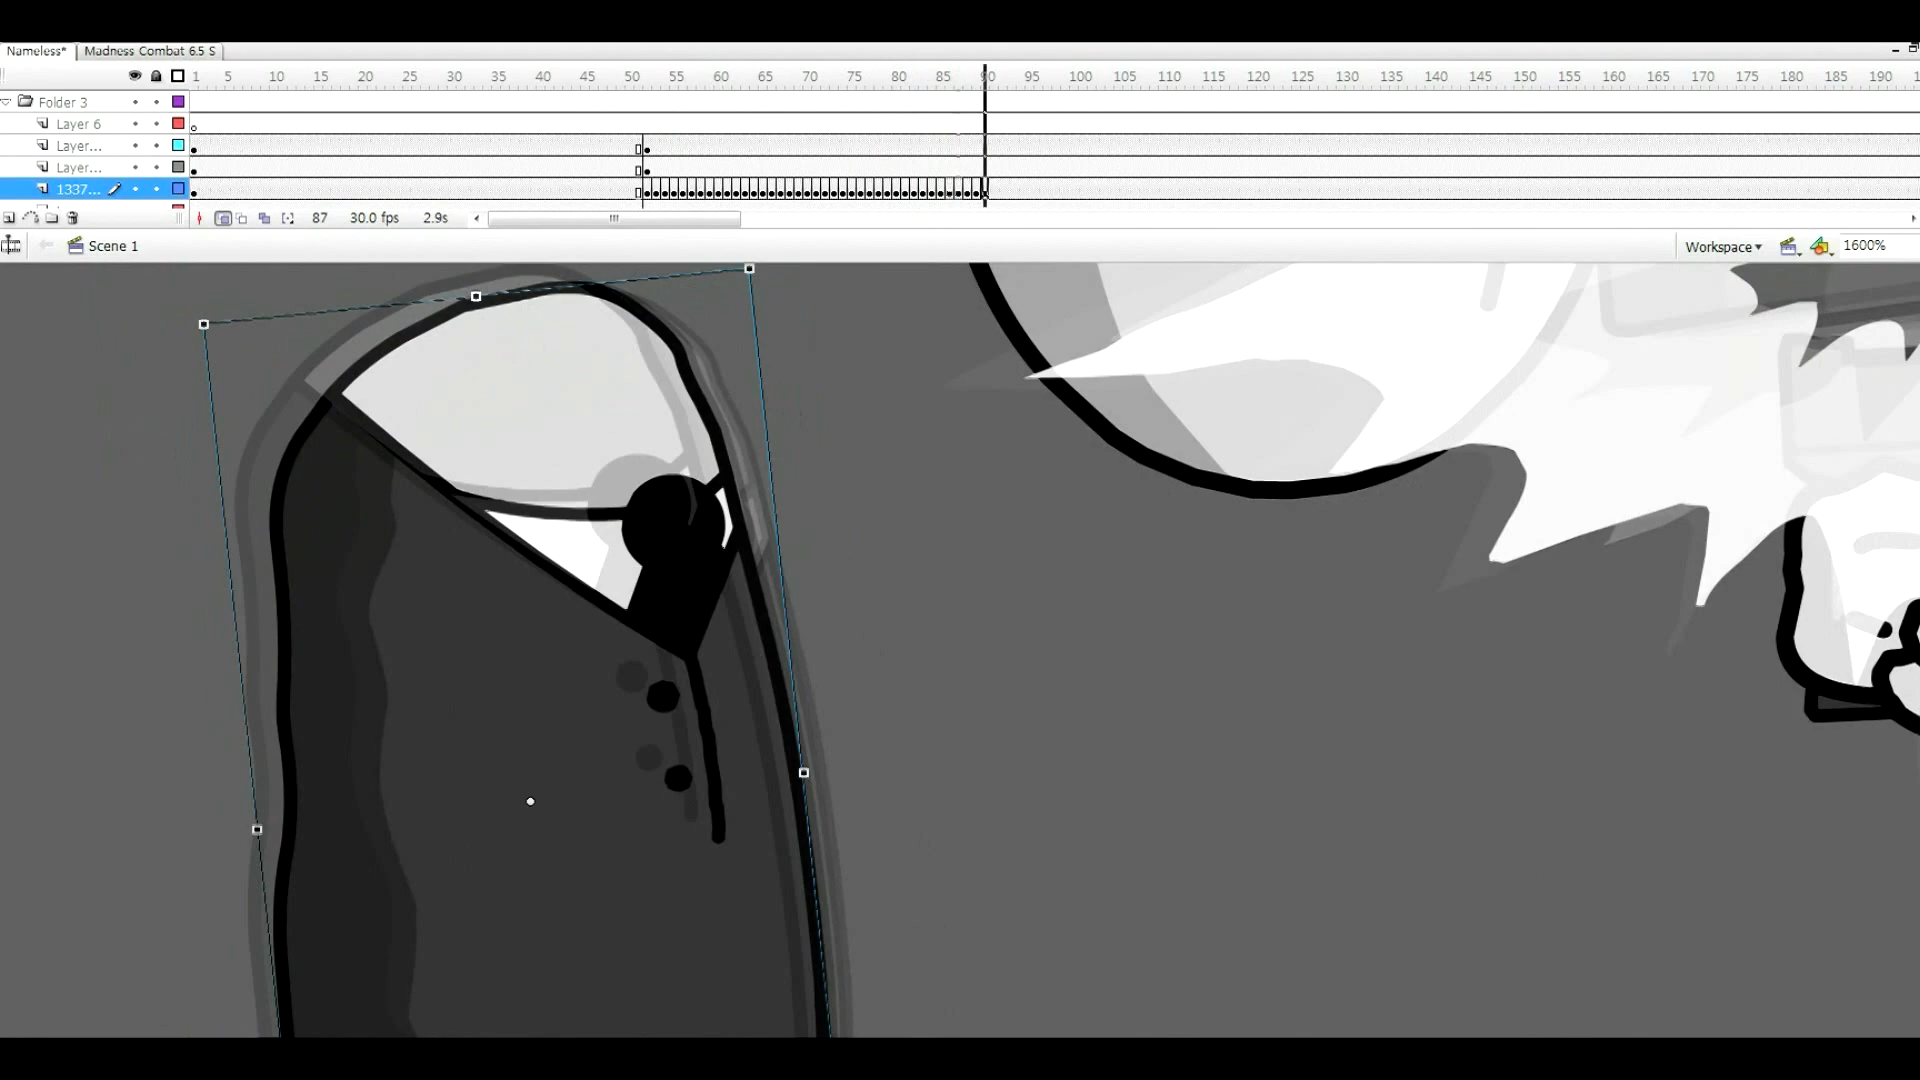 Nameless* Madness Combat 6.5 S
1 5 10 15 20 25 30 35 40 45 50 55 60 65 70 75 80 85 90 95 100 105 110 115 120 125 130 135 140 145 150 155 160 165 170 175 180 185 190 1
Folder 3
Layer 6
Layer...
Layer...
1337...
87 30.0 fps 2.9s
Scene 1 Workspace 1600%